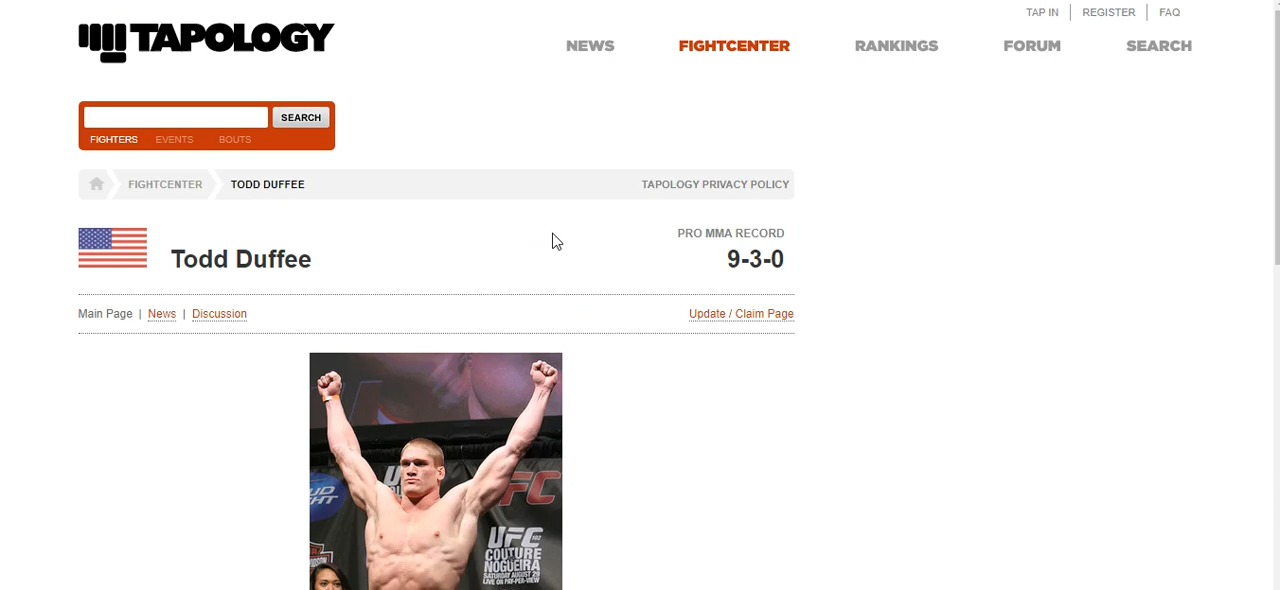 TAP IN REGISTER FAQ
TAPOLOGY
NEWS FIGHTCENTER RANKINGS FORUM SEARCH
SEARCH
FIGHTERS EVENTS BOUTS
FIGHTCENTER TODD DUFFEE TAPOLOGY PRIVACY POLICY
PRO MMA RECORD
Todd Duffee 9-3-0
Main Page | News | Discussion Update / Claim Page
UFC
UFC 102
COUTURE
NOGUEIRA
SATURDAY AUGUST 29
LIVE ON PAY-PER-VIEW